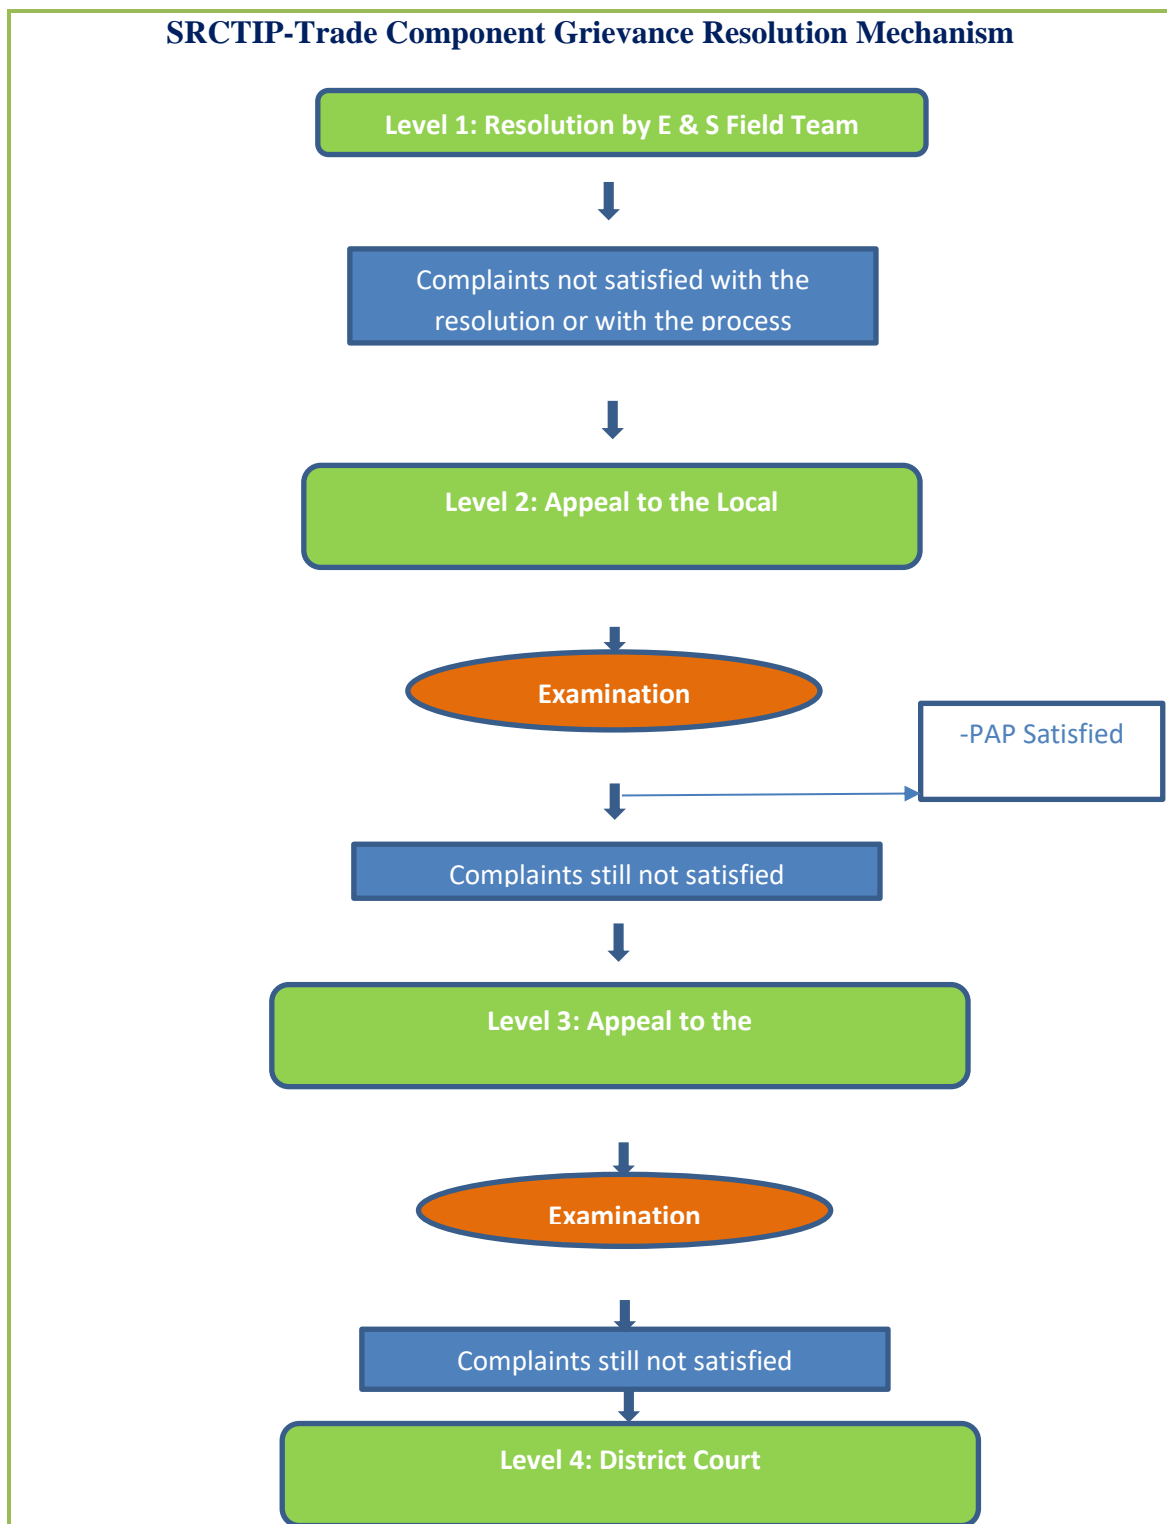 SRCTIP-Trade Component Grievance Resolution Mechanism
Level 1: Resolution by E & S Field Team
Complaints not satisfied with the
resolution or with the process
Level 2: Appeal to the Local
Examination
-PAP Satisfied
Complaints still not satisfied
Level 3: Appeal to the
Examination
Complaints still not satisfied
Level 4: District Court